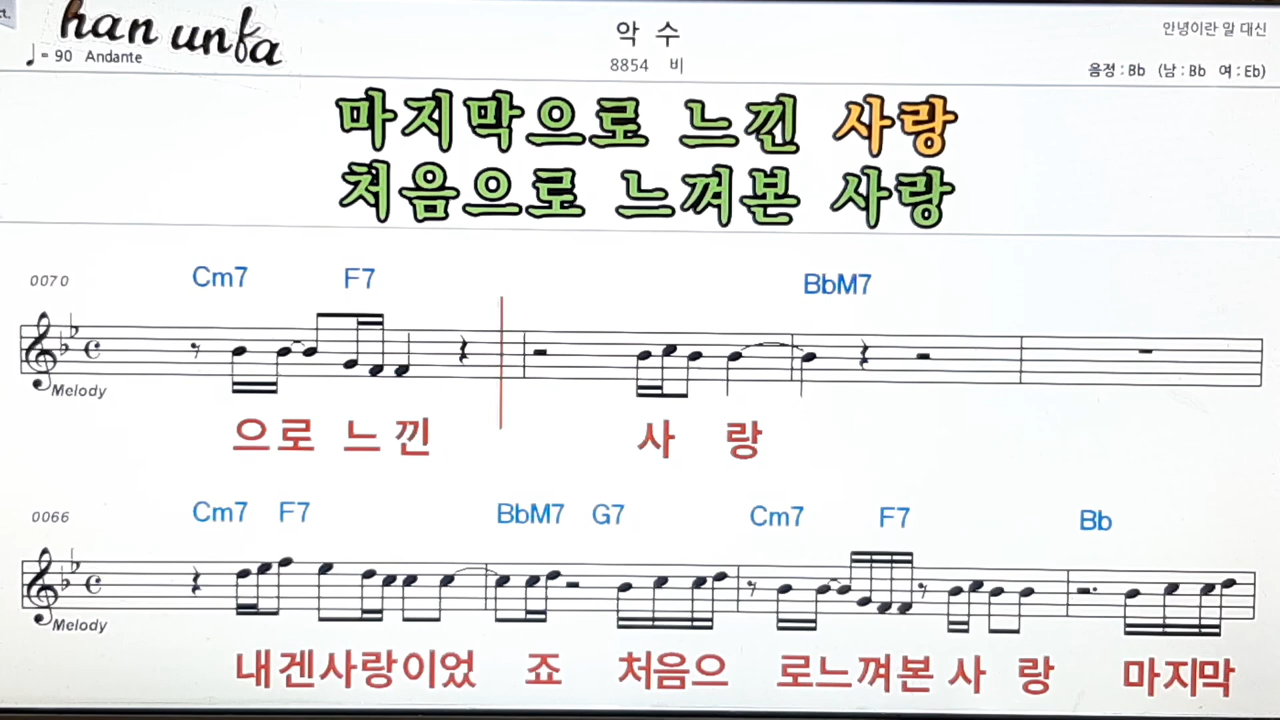 han unfa
♩= 90 Andante
악 수
8854 비
안녕이란 말 대신
음정 : Bb (남 : Bb 여 : Eb)
마지막으로 느낀 사랑
처음으로 느껴본 사랑
0070
Cm7 F7 BbM7
Melody
으로 느 낀 사 랑
0066
Cm7 F7 BbM7 G7 Cm7 F7 Bb
Melody
내겐사랑이었 죠 처음으 로느껴본 사 랑 마지막